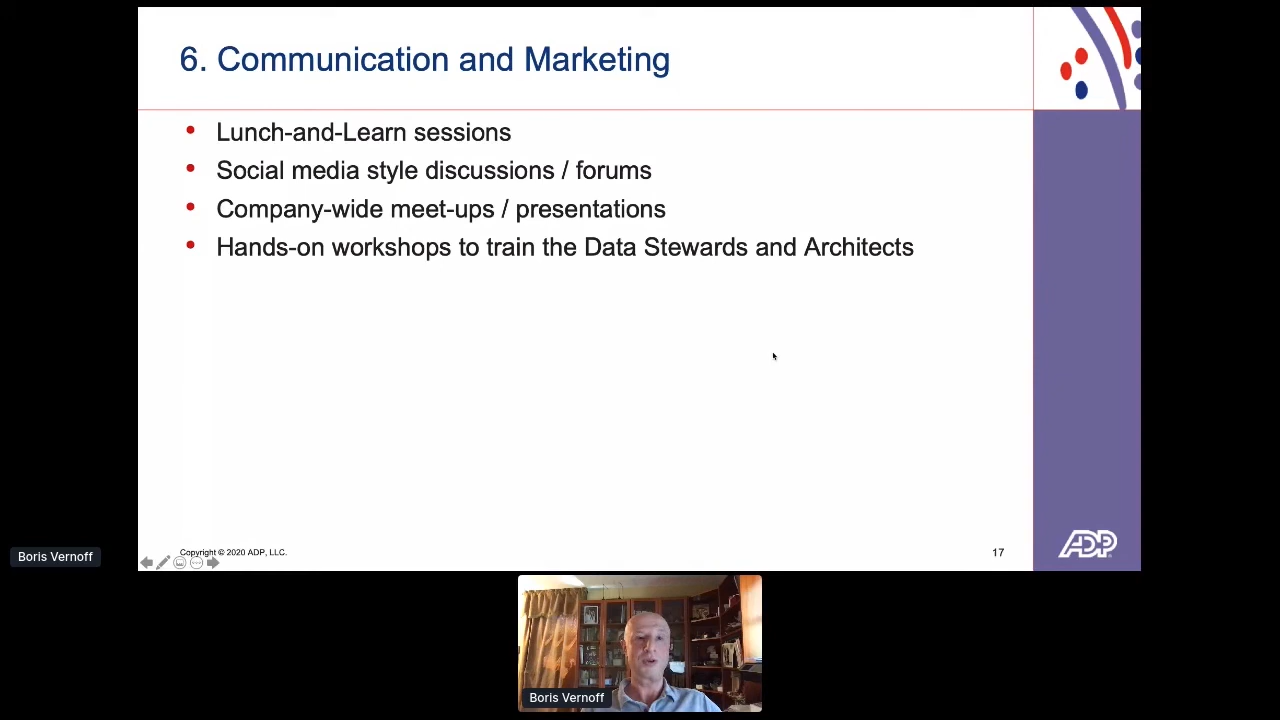 6. Communication and Marketing
• Lunch-and-Learn sessions
• Social media style discussions / forums
• Company-wide meet-ups / presentations
• Hands-on workshops to train the Data Stewards and Architects
Copyright © 2020 ADP, LLC.
17
ADP
Boris Vernoff
Boris Vernoff